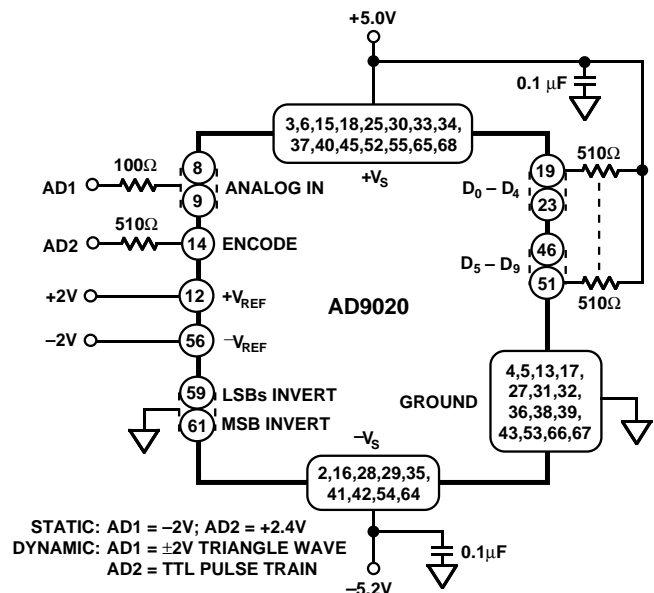 +5.0V
0.1 μF
3,6,15,18,25,30,33,34,
37,40,45,52,55,65,68
+VS
100Ω
AD1
8
9
ANALOG IN
19
23
D0 – D4
510Ω
510Ω
AD2
14
ENCODE
46
51
D5 – D9
510Ω
+2V
12
+VREF
AD9020
–2V
56
–VREF
59
LSBs INVERT
61
MSB INVERT
GROUND
4,5,13,17,
27,31,32,
36,38,39,
43,53,66,67
–VS
2,16,28,29,35,
41,42,54,64
STATIC: AD1 = –2V; AD2 = +2.4V
DYNAMIC: AD1 = ±2V TRIANGLE WAVE
AD2 = TTL PULSE TRAIN
0.1μF
–5.2V